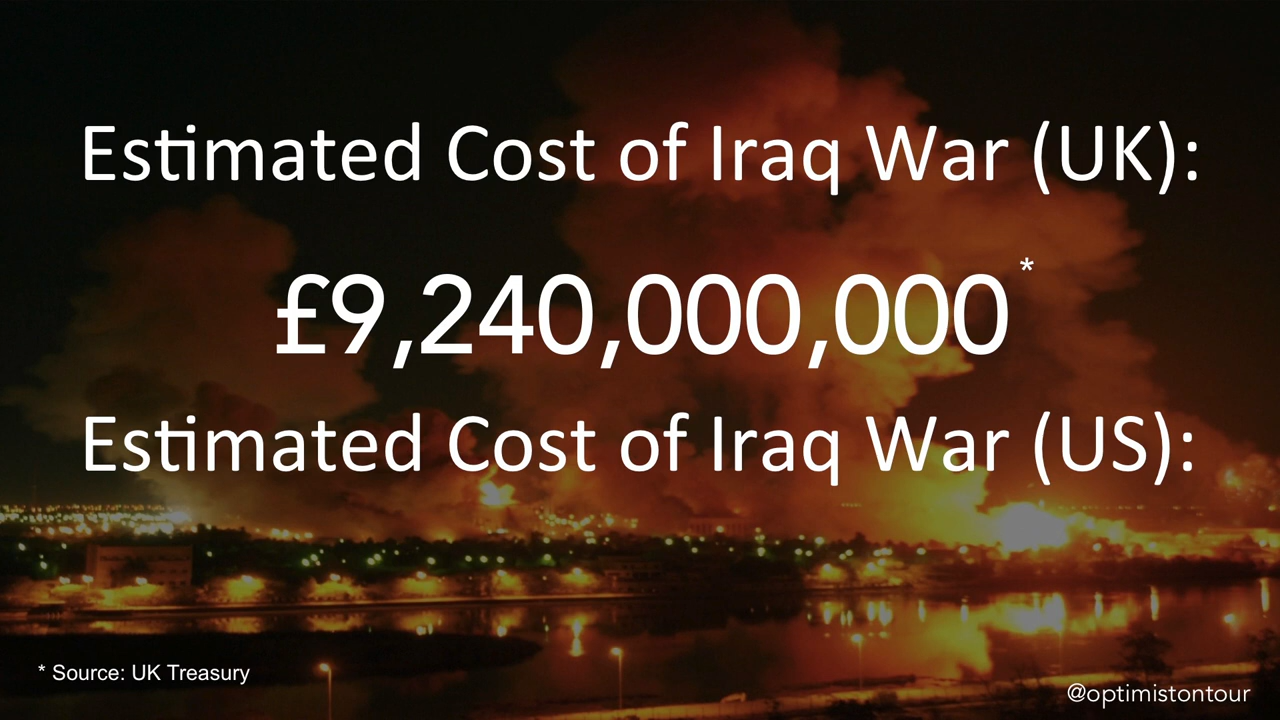 Estimated Cost of Iraq War (UK):
£9,240,000,000*
Estimated Cost of Iraq War (US):
* Source: UK Treasury
@optimistontour